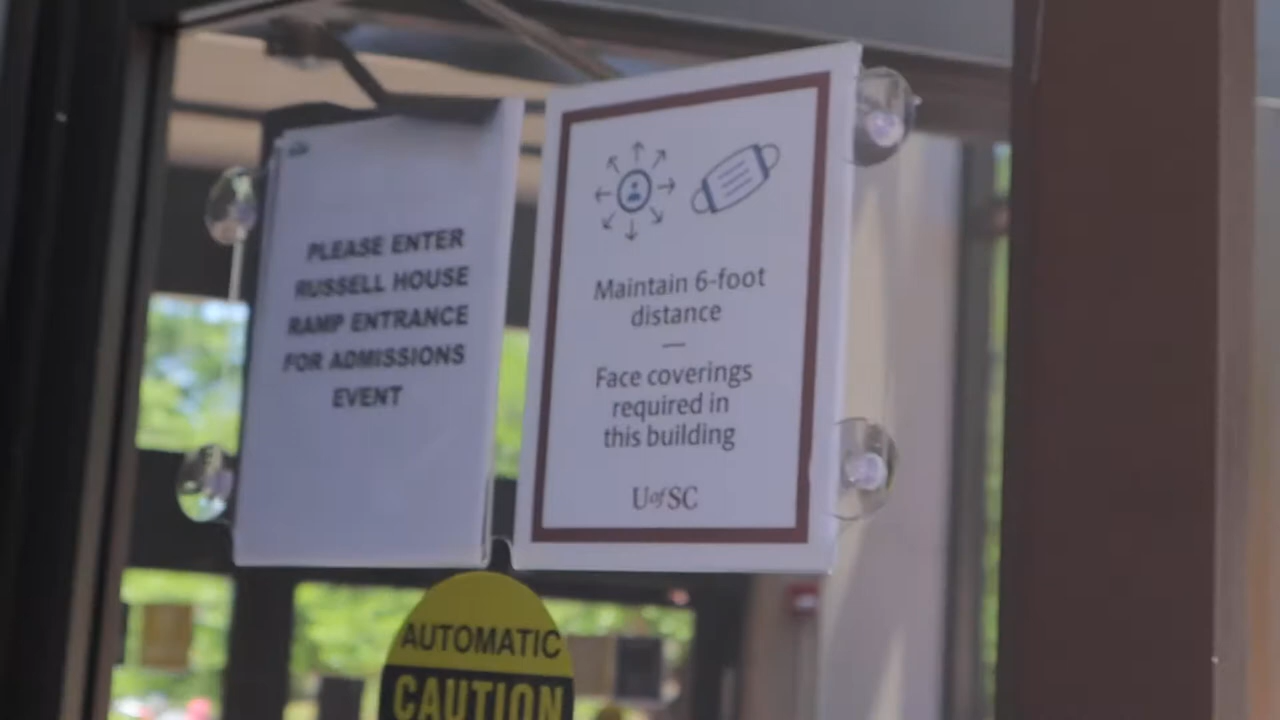 PLEASE ENTER
RUSSELL HOUSE
RAMP ENTRANCE
FOR ADMISSIONS
EVENT
Maintain 6-foot
distance
—
Face coverings
required in
this building
UofSC
AUTOMATIC
CAUTION